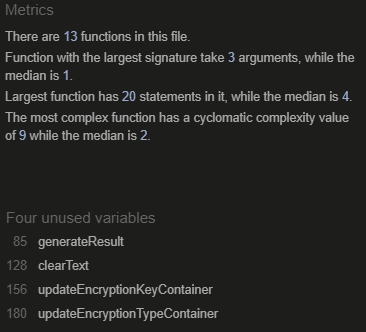 Metrics
There are 13 functions in this file.
Function with the largest signature take 3 arguments, while the
median is 1.
Largest function has 20 statements in it, while the median is 4.
The most complex function has a cyclomatic complexity value
of 9 while the median is 2.
Four unused variables
85 generateResult
128 clearText
156 updateEncryptionKeyContainer
180 updateEncryptionTypeContainer